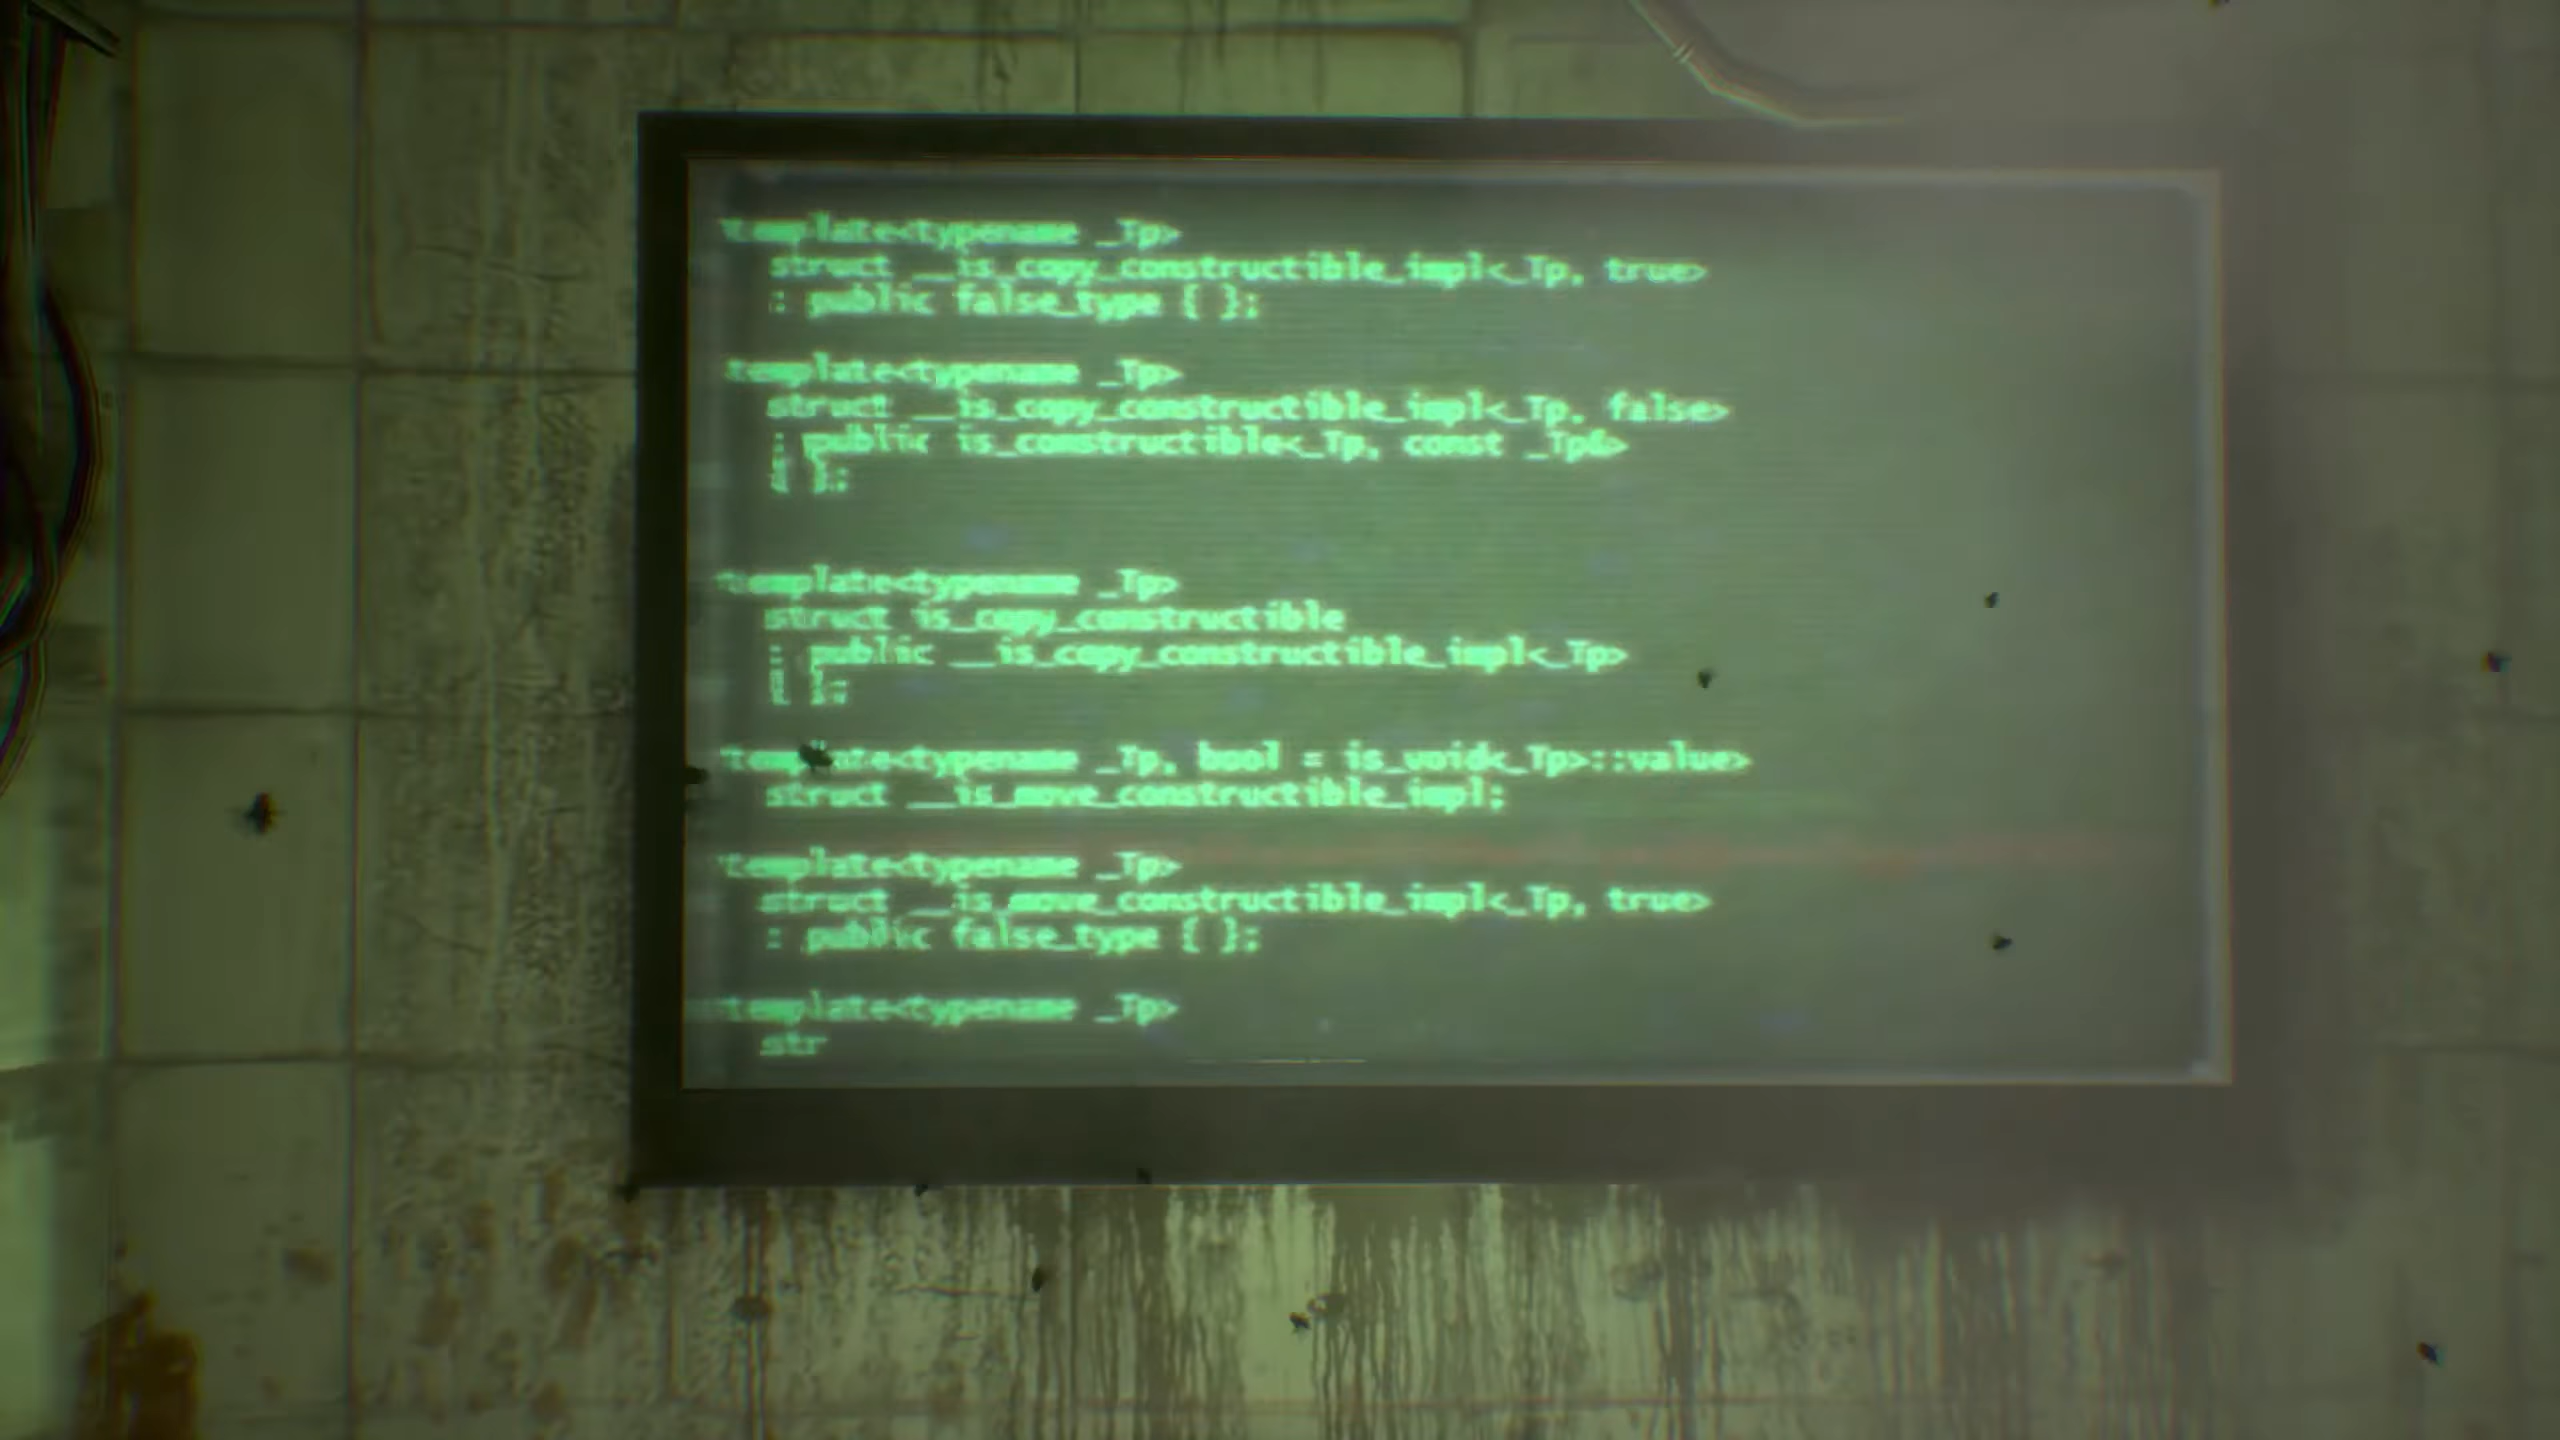 template<typename _Tp>
struct __is_copy_constructible_impl<_Tp, true>
: public false_type { };
template<typename _Tp>
struct __is_copy_constructible_impl<_Tp, false>
: public is_constructible<_Tp, const _Tp&>
{ };
template<typename _Tp>
struct is_copy_constructible
: public __is_copy_constructible_impl<_Tp>
{ };
template<typename _Tp, bool = is_void<_Tp>::value>
struct __is_move_constructible_impl;
template<typename _Tp>
struct __is_move_constructible_impl<_Tp, true>
: public false_type { };
template<typename _Tp>
str